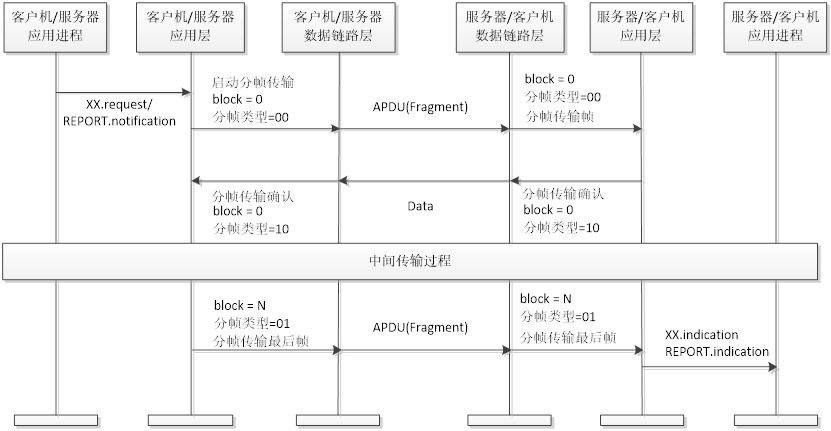 客户机/服务器
应用进程
客户机/服务器
应用层
客户机/服务器
数据链路层
服务器/客户机
数据链路层
服务器/客户机
应用层
服务器/客户机
应用进程
XX.request/
REPORT.notification
启动分帧传输
block = 0
分帧类型=00
APDU(Fragment)
block = 0
分帧类型=00
分帧传输帧
分帧传输确认
block = 0
分帧类型=10
Data
分帧传输确认
block = 0
分帧类型=10
中间传输过程
block = N
分帧类型=01
分帧传输最后帧
APDU(Fragment)
block = N
分帧类型=01
分帧传输最后帧
XX.indication
REPORT.indication